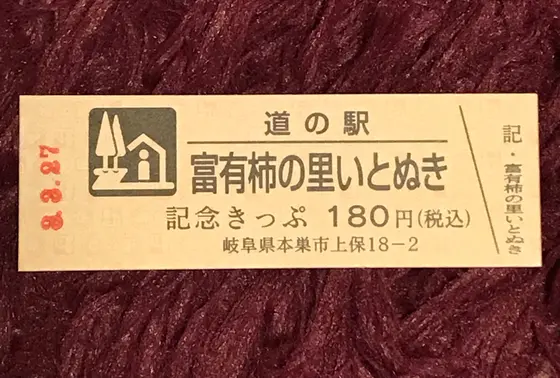 3.3.27
道の駅
富有柿の里いとぬき
記念きっぷ 180円(税込)
岐阜県本巣市上保18-2
記・富有柿の里いとぬき